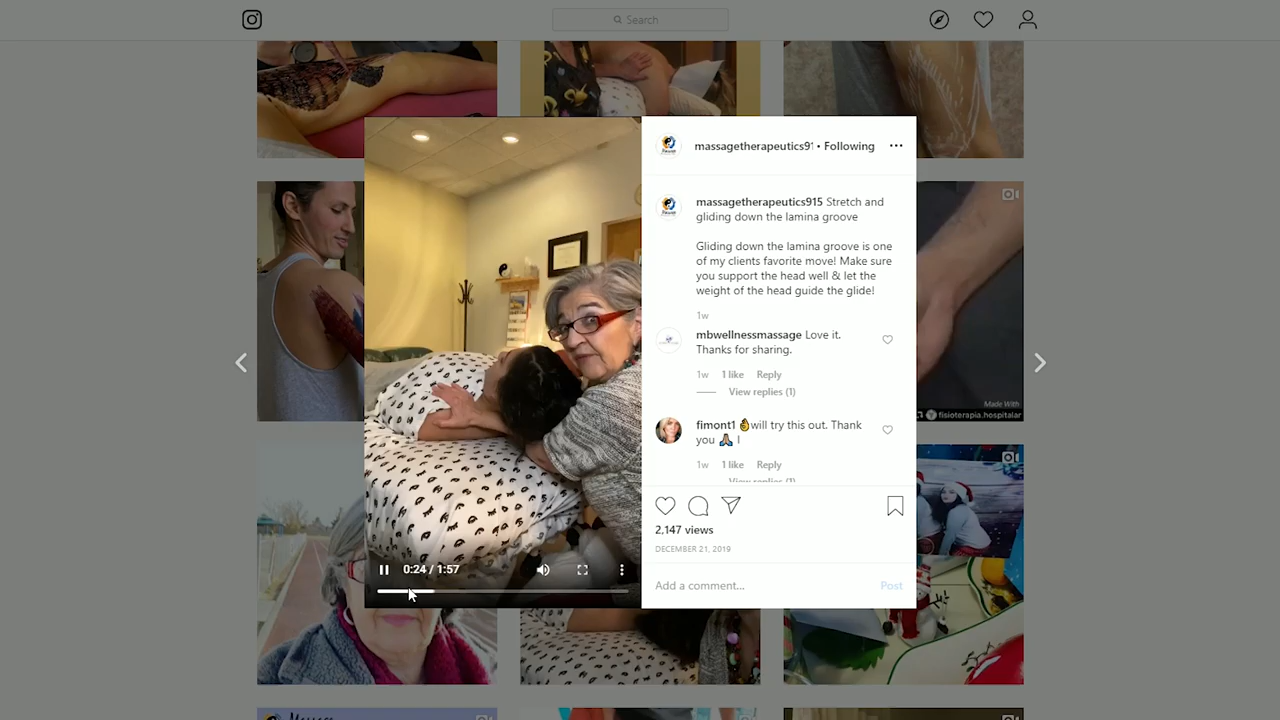 Search
massagetherapeutics91 • Following
massagetherapeutics915 Stretch and
gliding down the lamina groove
Gliding down the lamina groove is one
of my clients favorite move! Make sure
you support the head well & let the
weight of the head guide the glide!
1w
mbwellnessmassage Love it.
Thanks for sharing.
1w 1 like Reply
View replies (1)
fimont1 👌will try this out. Thank
you 🙏🏽 !
1w 1 like Reply
View replies (1)
2,147 views
DECEMBER 21, 2019
Add a comment... Post
0:24 / 1:57
Made With
fisioterapia.hospitalar